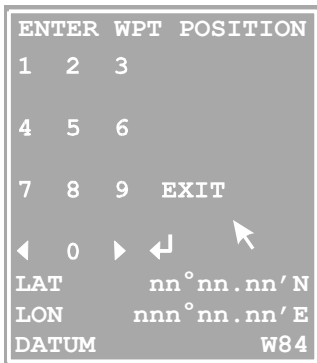 ENTER WPT POSITION
1 2 3
4 5 6
7 8 9 EXIT
◀ 0 ▶ ↵
LAT nn°nn.nn'N
LON nnn°nn.nn'E
DATUM W84